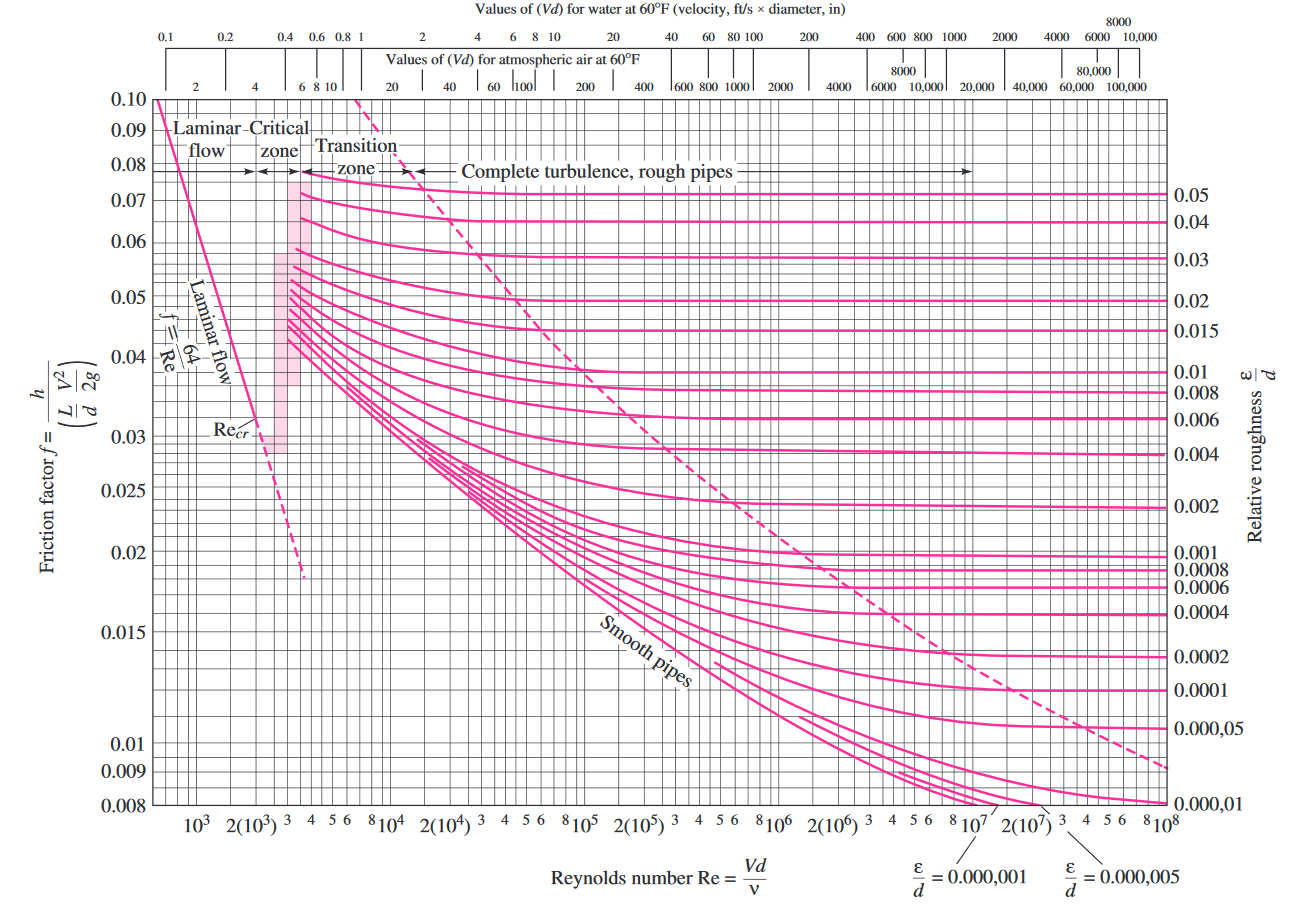 Values of (Vd) for water at 60°F (velocity, ft/s × diameter, in)
8000
0.1 0.2 0.4 0.6 0.8 1 2 4 6 8 10 20 40 60 80 100 200 400 600 800 1000 2000 4000 6000 10,000
Values of (Vd) for atmospheric air at 60°F
8000 80,000
2 4 6 8 10 20 40 60 100 200 400 600 800 1000 2000 4000 6000 10,000 20,000 40,000 60,000 100,000
0.10
0.09
0.08
0.07
0.06
0.05
0.04
0.03
0.025
0.02
0.015
0.01
0.009
0.008
Friction factor f = h / ( L/d V²/2g )
Laminar flow
Critical zone
Transition zone
Complete turbulence, rough pipes
Laminar flow
f = 64/Re
Recr
Smooth pipes
0.05
0.04
0.03
0.02
0.015
0.01
0.008
0.006
0.004
0.002
0.001
0.0008
0.0006
0.0004
0.0002
0.0001
0.000,05
0.000,01
Relative roughness ε/d
10³ 2(10³) 3 4 5 6 8 10⁴ 2(10⁴) 3 4 5 6 8 10⁵ 2(10⁵) 3 4 5 6 8 10⁶ 2(10⁶) 3 4 5 6 8 10⁷ 2(10⁷) 3 4 5 6 8 10⁸
Reynolds number Re = Vd/ν
ε/d = 0.000,001
ε/d = 0.000,005